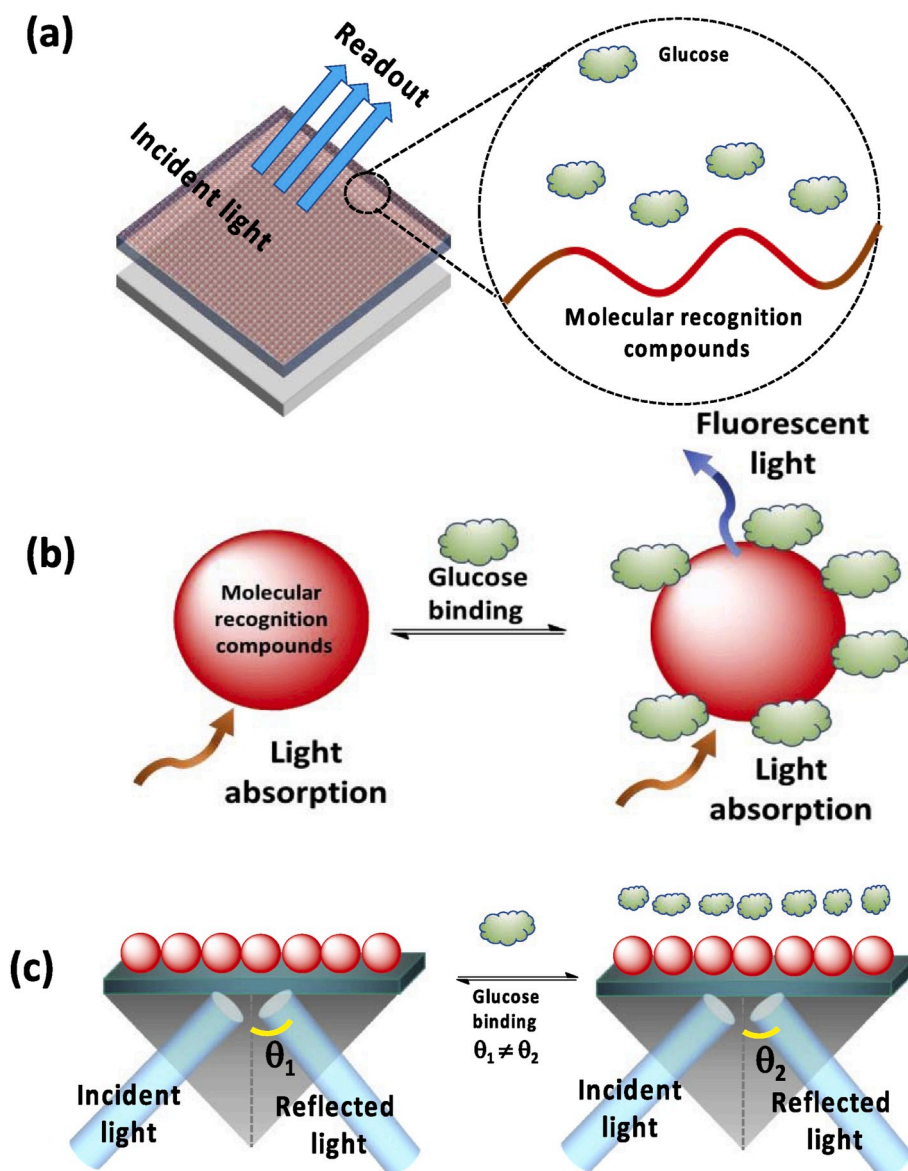 (a)
Readout
Incident light
Glucose
Molecular recognition
compounds
Fluorescent
light
(b)
Molecular
recognition
compounds
Glucose
binding
Light
absorption
Light
absorption
(c)
Glucose
binding
θ₁ ≠ θ₂
θ₁
Incident
light
Reflected
light
θ₂
Incident
light
Reflected
light